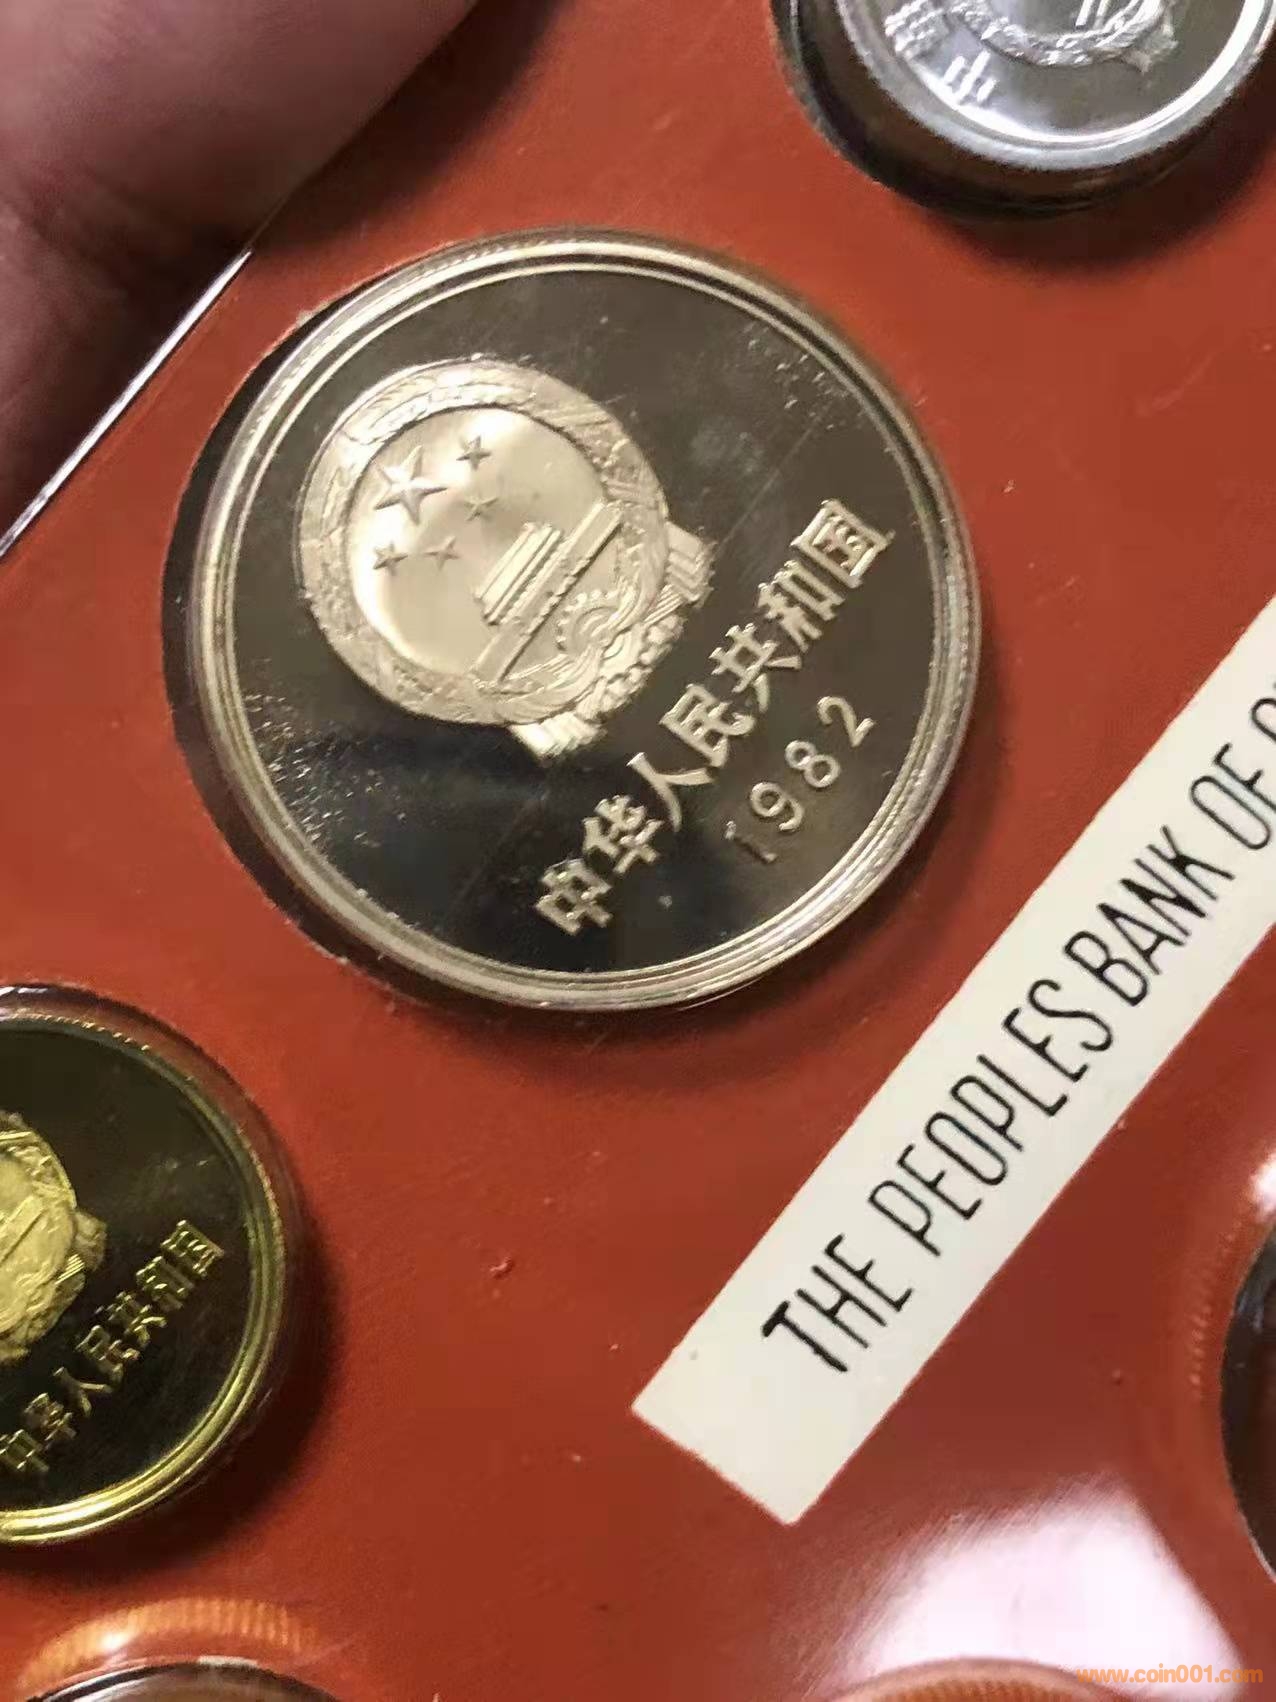 中
中华人民共和国
1982
THE PEOPLES BANK OF
中华人民共和国
www.coin001.com